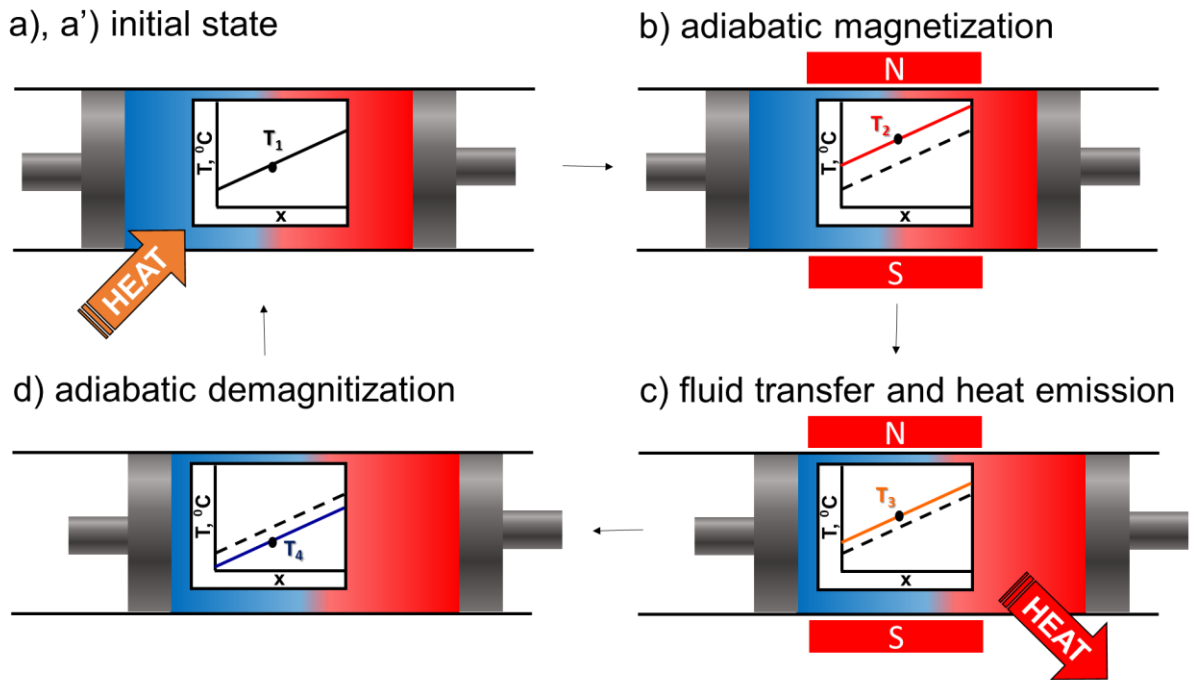 a), a’) initial state
T, ⁰C
T₁
x
HEAT
b) adiabatic magnetization
N
T, ⁰C
T₂
x
S
d) adiabatic demagnitization
T, ⁰C
T₄
x
c) fluid transfer and heat emission
N
T, ⁰C
T₃
x
S
HEAT